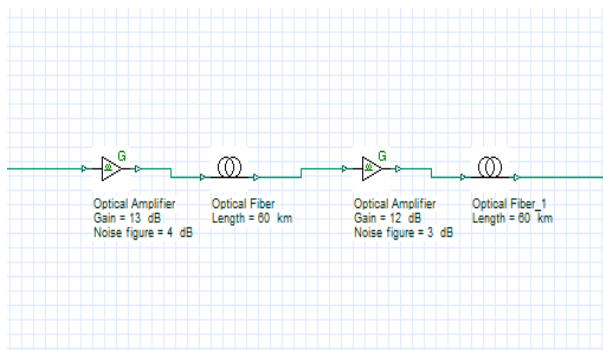 G
G
Optical Amplifier
Gain = 13 dB
Noise figure = 4 dB
Optical Fiber
Length = 60 km
Optical Amplifier
Gain = 12 dB
Noise figure = 3 dB
Optical Fiber_1
Length = 60 km